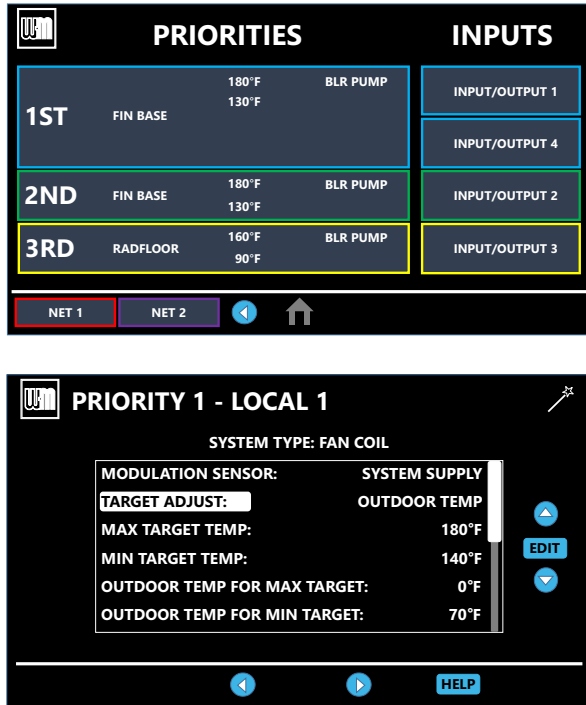 WM PRIORITIES INPUTS
180°F BLR PUMP INPUT/OUTPUT 1
1ST FIN BASE 130°F
INPUT/OUTPUT 4
2ND FIN BASE 180°F BLR PUMP INPUT/OUTPUT 2
130°F
3RD RADFLOOR 160°F BLR PUMP INPUT/OUTPUT 3
90°F
NET 1 NET 2
WM PRIORITY 1 - LOCAL 1
SYSTEM TYPE: FAN COIL
MODULATION SENSOR: SYSTEM SUPPLY
TARGET ADJUST: OUTDOOR TEMP
MAX TARGET TEMP: 180°F
MIN TARGET TEMP: 140°F EDIT
OUTDOOR TEMP FOR MAX TARGET: 0°F
OUTDOOR TEMP FOR MIN TARGET: 70°F
HELP